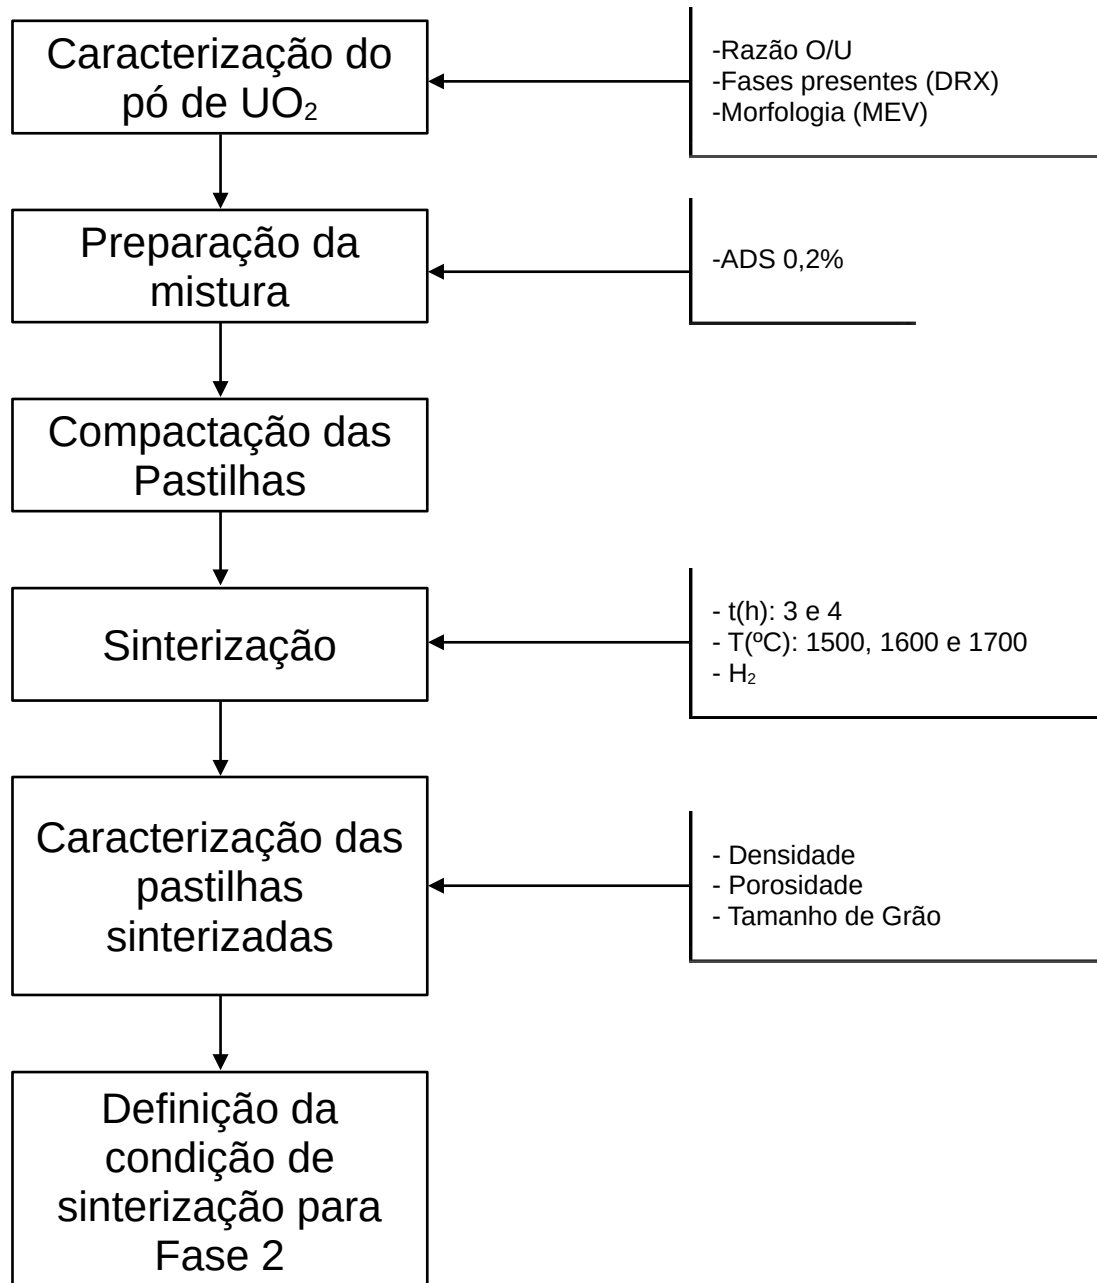 Caracterização do
pó de UO₂
-Razão O/U
-Fases presentes (DRX)
-Morfologia (MEV)
Preparação da
mistura
-ADS 0,2%
Compactação das
Pastilhas
Sinterização
- t(h): 3 e 4
- T(ºC): 1500, 1600 e 1700
- H₂
Caracterização das
pastilhas
sinterizadas
- Densidade
- Porosidade
- Tamanho de Grão
Definição da
condição de
sinterização para
Fase 2